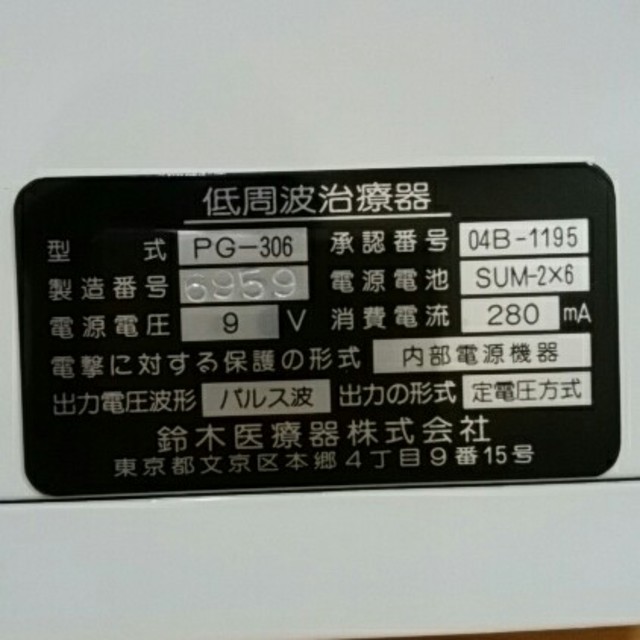 低周波治療器
型 式 PG-306 承認番号 04B-1195
製造番号 6959 電源電池 SUM-2×6
電源電圧 9 V 消費電流 280 mA
電撃に対する保護の形式 内部電源機器
出力電圧波形 パルス波 出力の形式 定電圧方式
鈴木医療器株式会社
東京都文京区本郷4丁目9番15号